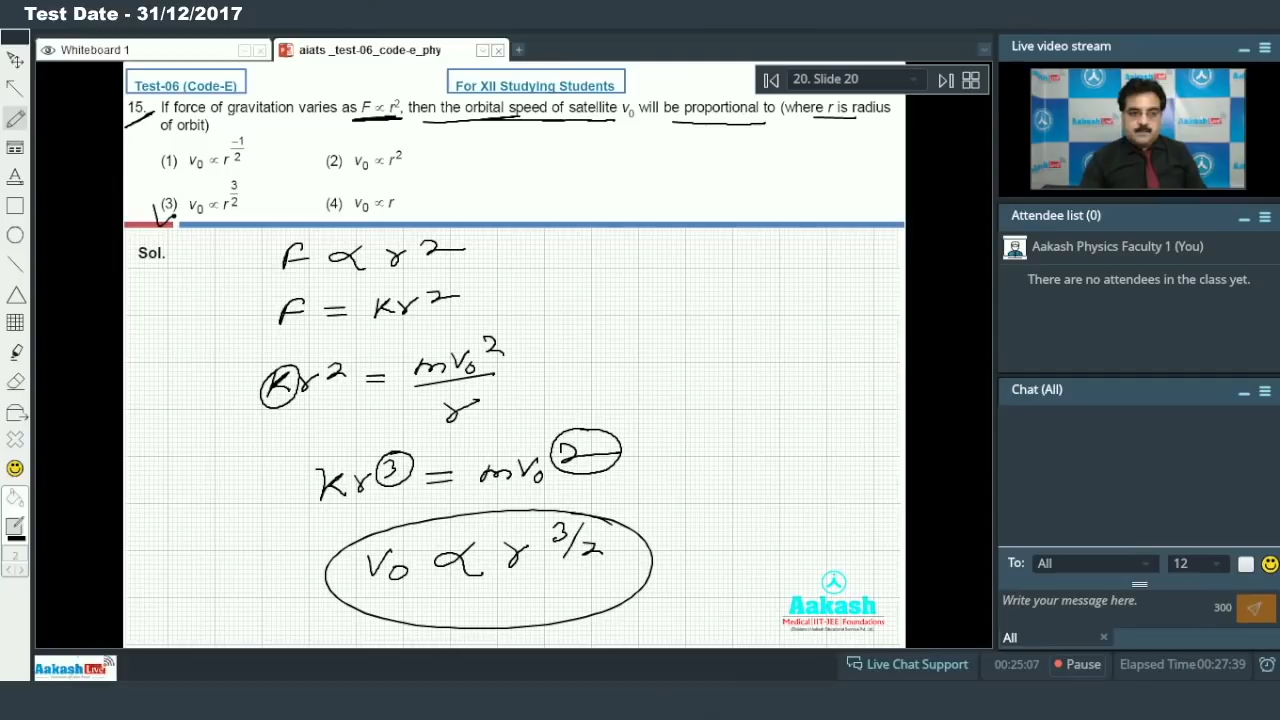 Test Date - 31/12/2017
Whiteboard 1
aiats _test-06_code-e_phy
Live video stream
Test-06 (Code-E)
For XII Studying Students
20. Slide 20
15. If force of gravitation varies as F ∝ r², then the orbital speed of satellite v₀ will be proportional to (where r is radius
of orbit)
(1) v₀ ∝ r^(-1/2) (2) v₀ ∝ r²
(3) v₀ ∝ r^(3/2) (4) v₀ ∝ r
Sol.
F ∝ r²
F = Kr²
Kr² = mv₀²/r
Kr³ = mv₀²
v₀ ∝ r^(3/2)
Aakash
Medical|IIT-JEE|Foundations
AakashLive
Attendee list (0)
Aakash Physics Faculty 1 (You)
There are no attendees in the class yet.
Chat (All)
To: All 12
Write your message here.
300
All
2
Live Chat Support 00:25:07 Pause Elapsed Time 00:27:39